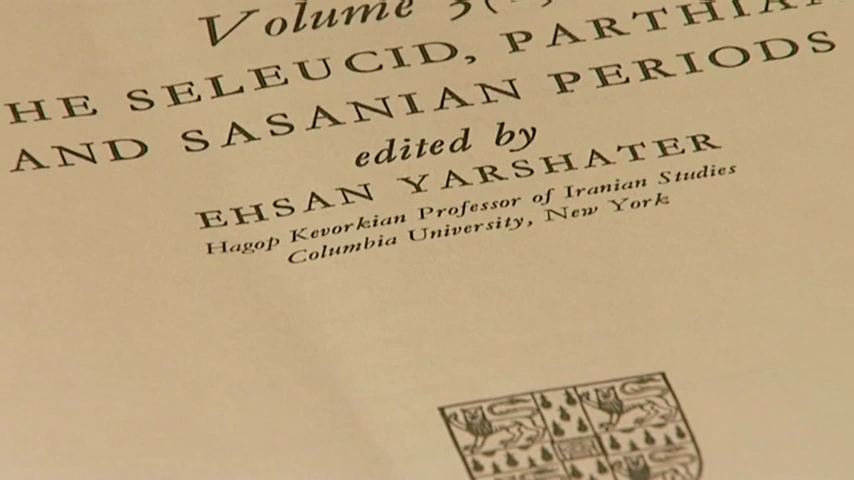 Volume 3(
HE SELEUCID, PARTHIA
AND SASANIAN PERIODS
edited by
EHSAN YARSHATER
Hagop Kevorkian Professor of Iranian Studies
Columbia University, New York